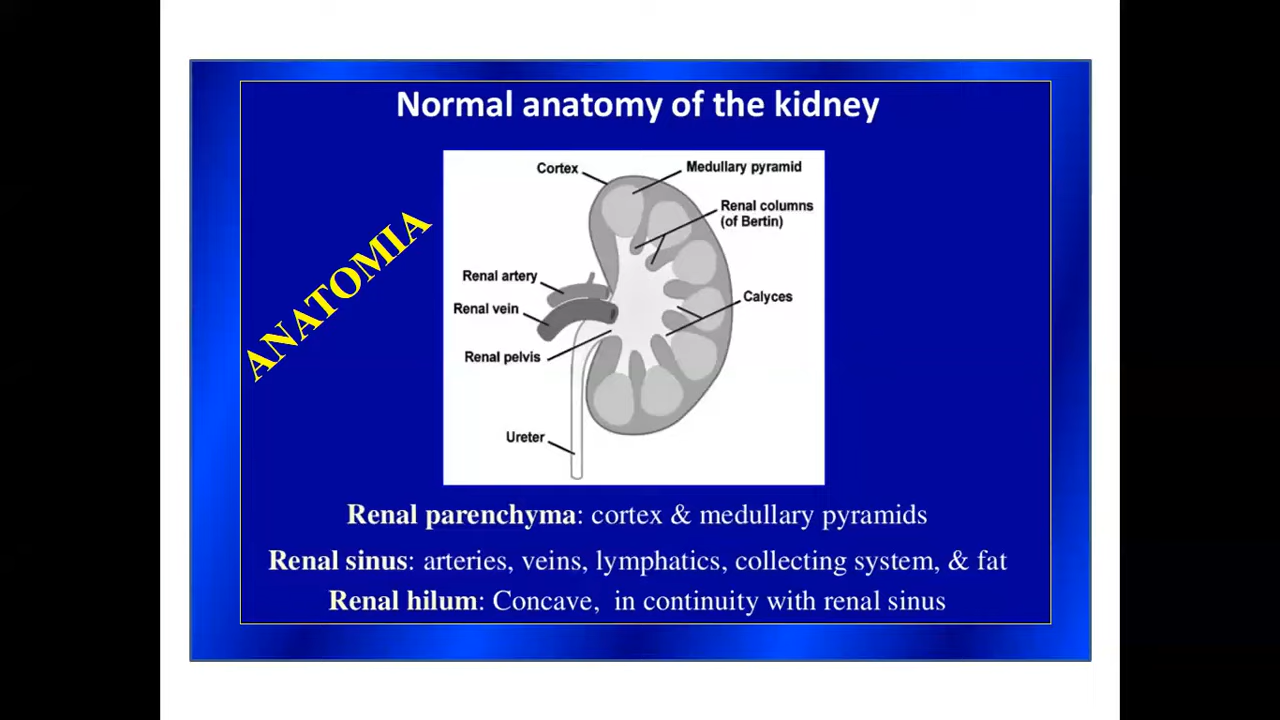 Normal anatomy of the kidney
ANATOMIA
Cortex
Medullary pyramid
Renal columns
(of Bertin)
Renal artery
Renal vein
Calyces
Renal pelvis
Ureter
Renal parenchyma: cortex & medullary pyramids
Renal sinus: arteries, veins, lymphatics, collecting system, & fat
Renal hilum: Concave, in continuity with renal sinus